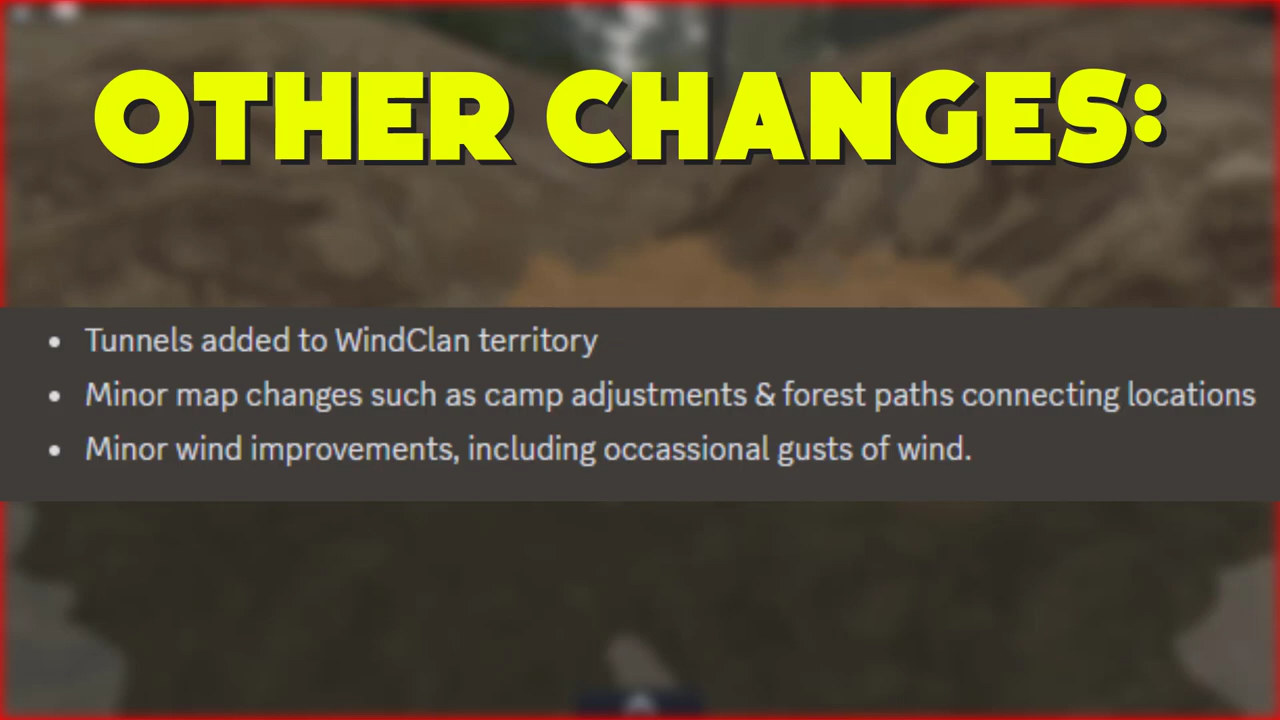 OTHER CHANGES:
• Tunnels added to WindClan territory
• Minor map changes such as camp adjustments & forest paths connecting locations
• Minor wind improvements, including occassional gusts of wind.